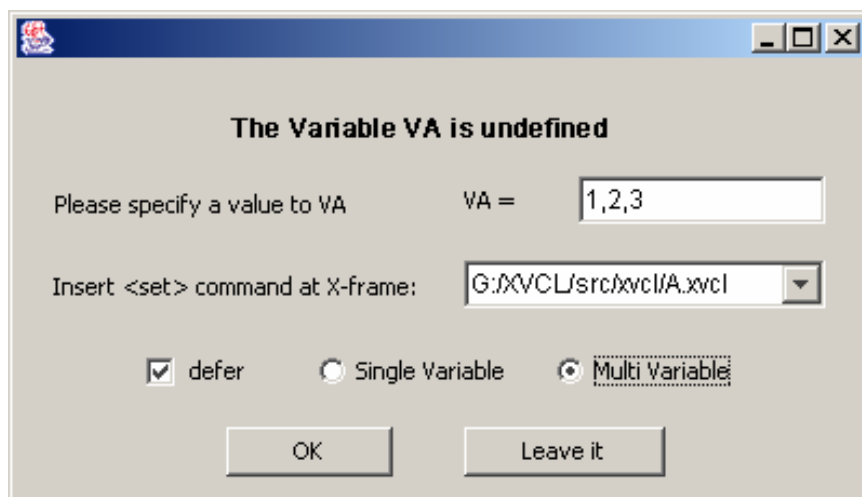 The Variable VA is undefined
Please specify a value to VA VA = 1,2,3
Insert <set> command at X-frame: G:/XVCL/src/xvcl/A.xvcl
defer Single Variable Multi Variable
OK Leave it